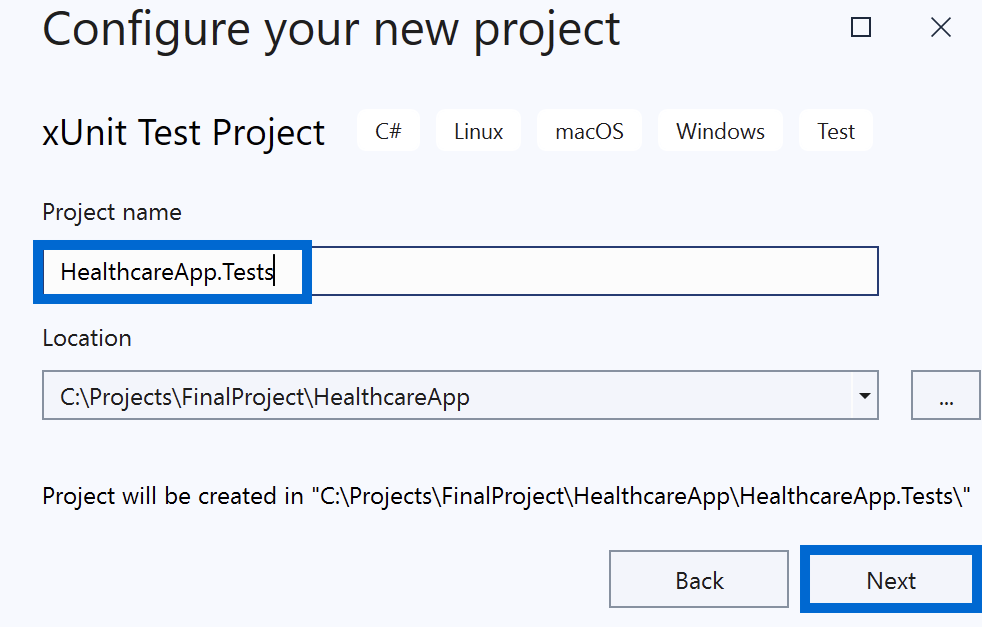 Configure your new project
xUnit Test Project C# Linux macOS Windows Test
Project name
HealthcareApp.Tests
Location
C:\Projects\FinalProject\HealthcareApp ...
Project will be created in "C:\Projects\FinalProject\HealthcareApp\HealthcareApp.Tests\"
Back Next